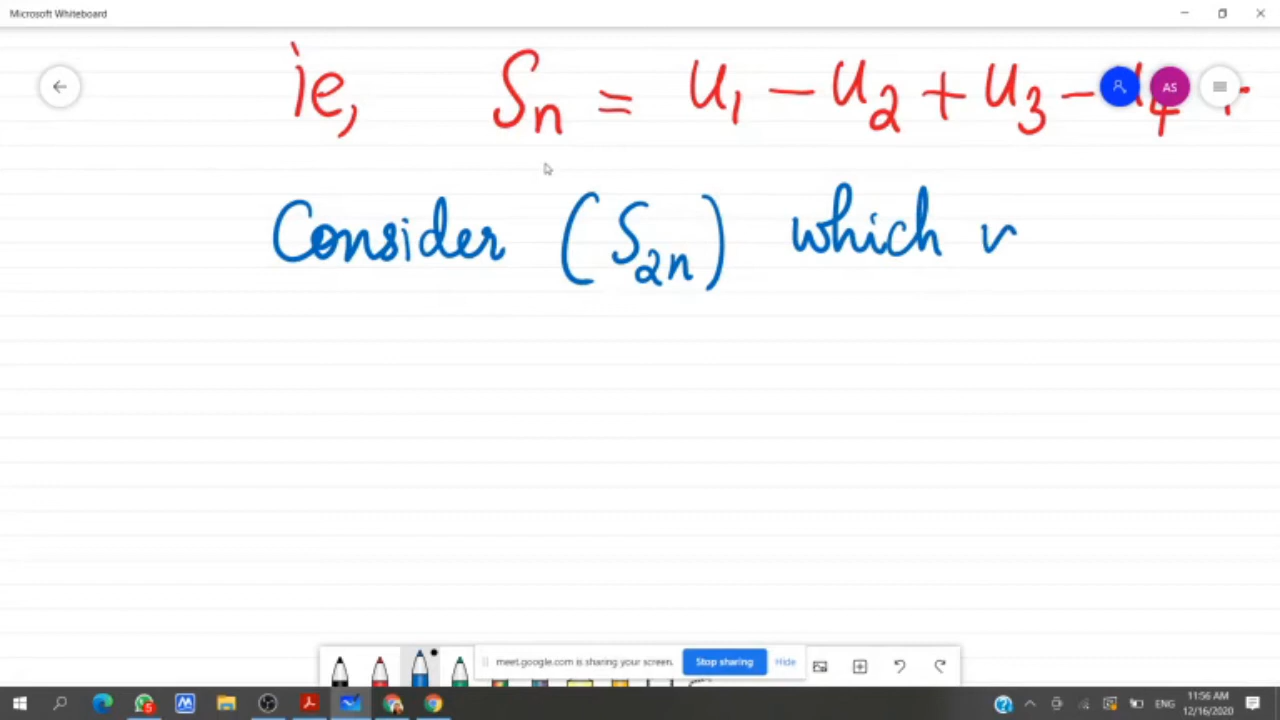 Microsoft Whiteboard
ie, Sn = u1 - u2 + u3 - u4 +
AS
Consider (S2n) which
meet.google.com is sharing your screen. Stop sharing Hide
ENG
11:56 AM
12/16/2020